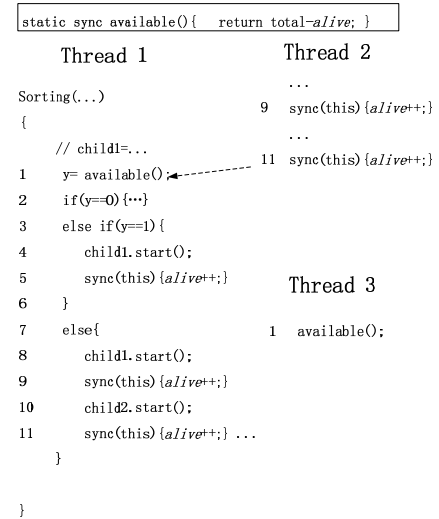 static sync available(){ return total-alive; }
Thread 1
Sorting(...)
{
// child1=...
1 y= available();
2 if(y==0){…}
3 else if(y==1){
4 child1.start();
5 sync(this){alive++;}
6 }
7 else{
8 child1.start();
9 sync(this){alive++;}
10 child2.start();
11 sync(this){alive++;} ...
}
}
Thread 2
...
9 sync(this){alive++;}
...
11 sync(this){alive++;}
Thread 3
1 available();